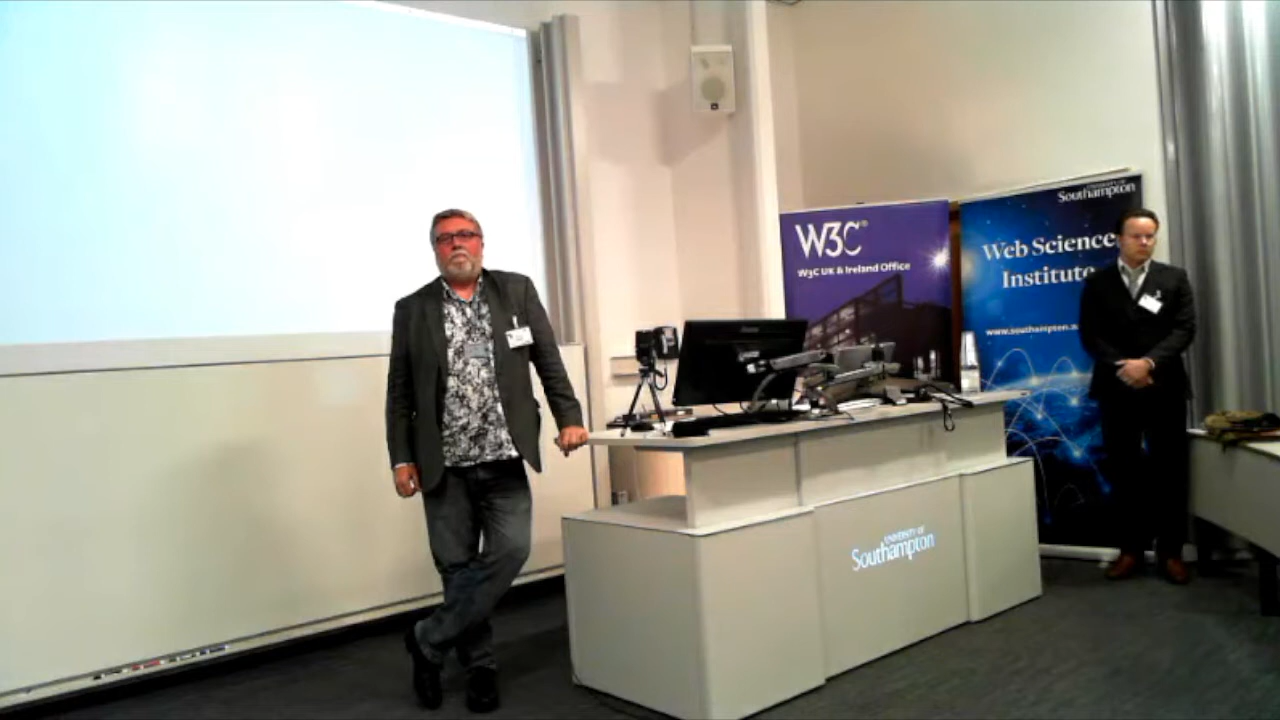 W3C®
W3C UK & Ireland Office
UNIVERSITY OF
Southampton
Web Science
Institute
www.southampton.a
UNIVERSITY OF
Southampton